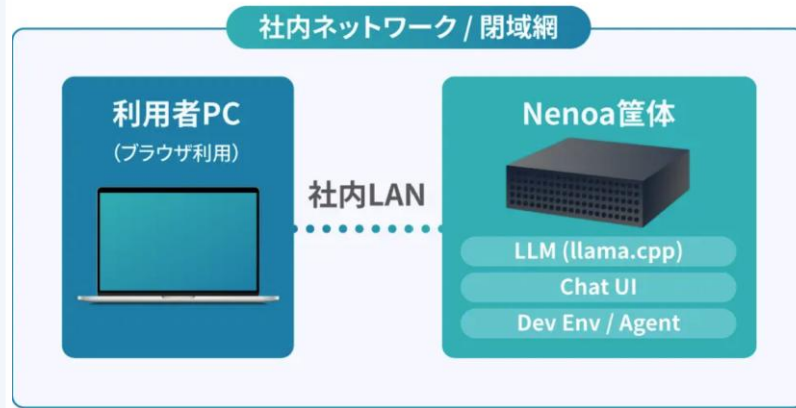 社内ネットワーク / 閉域網
利用者PC
(ブラウザ利用)
社内LAN
Nenoa筐体
LLM (llama.cpp)
Chat UI
Dev Env / Agent